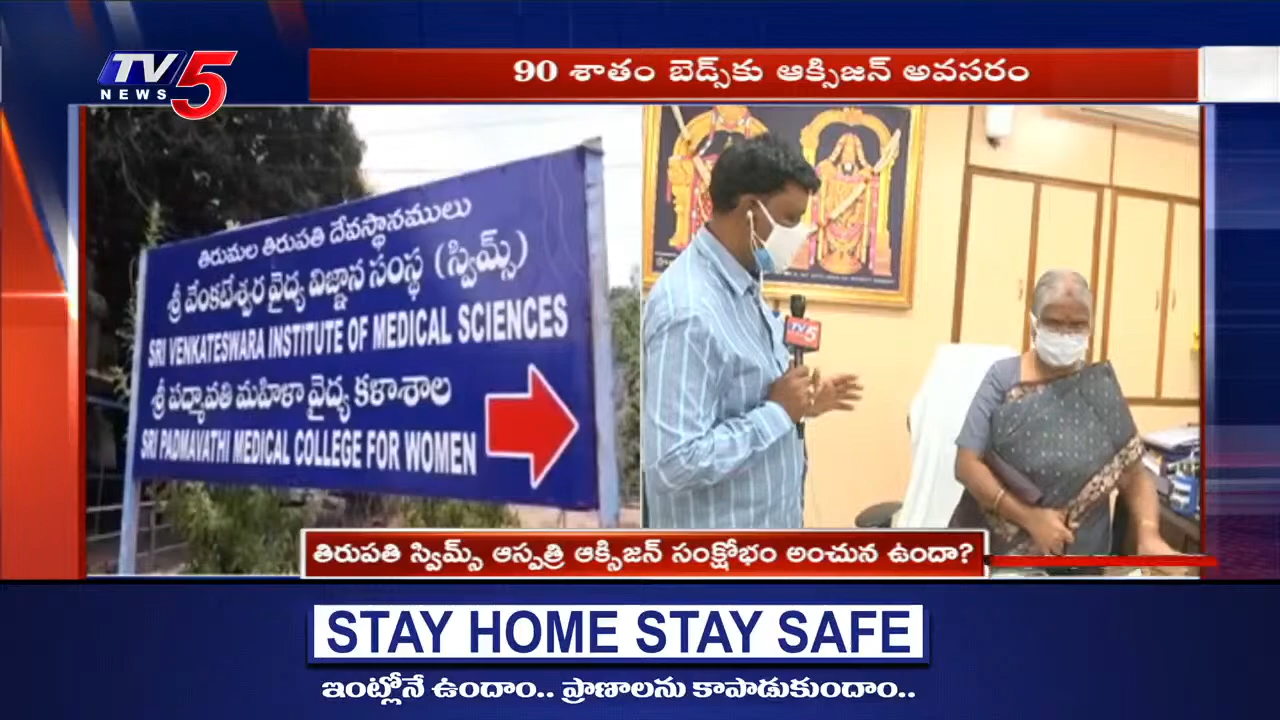 TV5
NEWS
90 శాతం బెడ్స్‌కు ఆక్సిజన్ అవసరం
తిరుమల తిరుపతి దేవస్థానములు
శ్రీ వేంకటేశ్వర వైద్య విజ్ఞాన సంస్థ (స్విమ్స్)
SRI VENKATESWARA INSTITUTE OF MEDICAL SCIENCES
శ్రీ పద్మావతి మహిళా వైద్య కళాశాల
SRI PADMAVATHI MEDICAL COLLEGE FOR WOMEN
TV5
తిరుపతి స్విమ్స్ ఆస్పత్రి ఆక్సిజన్ సంక్షోభం అంచున ఉందా?
STAY HOME STAY SAFE
ఇంట్లోనే ఉందాం.. ప్రాణాలను కాపాడుకుందాం..